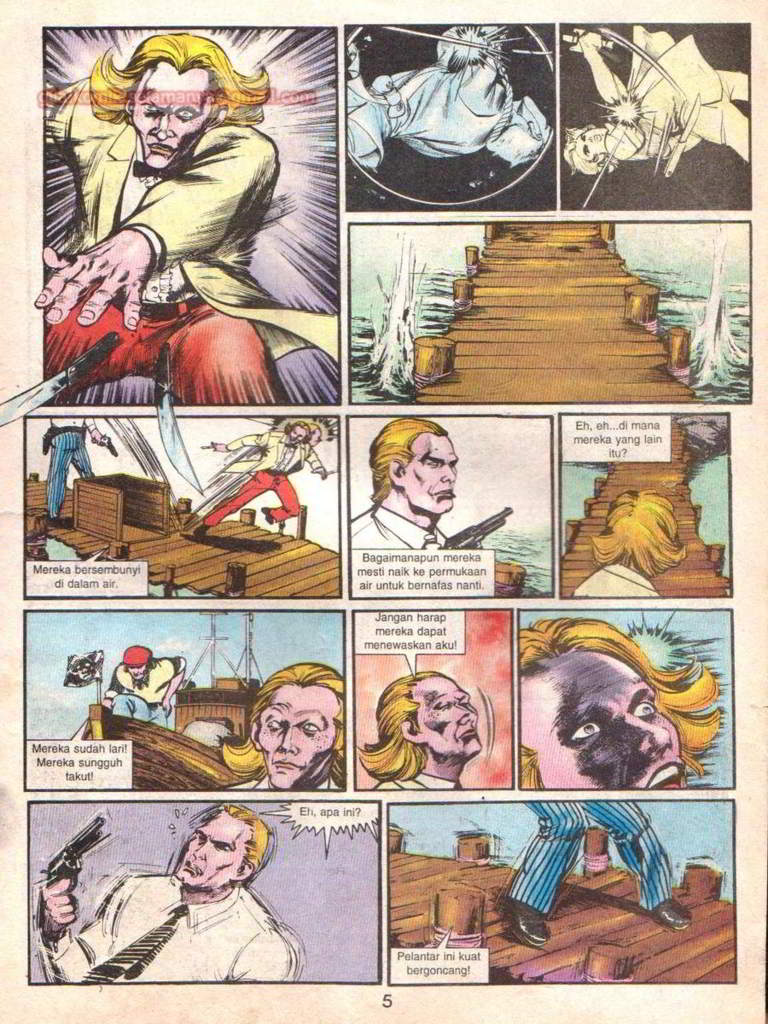 Mereka bersembunyi
di dalam air.
Bagaimanapun mereka
mesti naik ke permukaan
air untuk bernafas nanti.
Eh, eh...di mana
mereka yang lain
itu?
Mereka sudah lari!
Mereka sungguh
takut!
Jangan harap
mereka dapat
menewaskan aku!
Eh, apa ini?
Pelantar ini kuat
bergoncang!
5